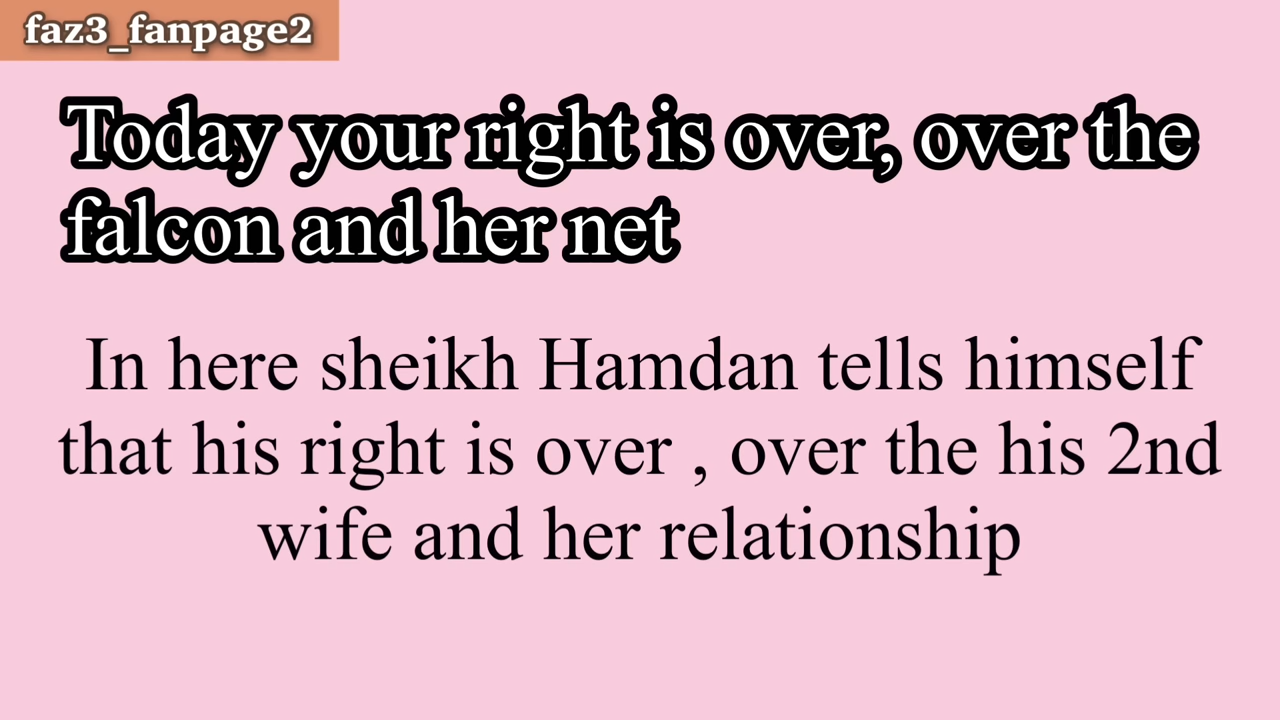 faz3_fanpage2
Today your right is over, over the
falcon and her net
In here sheikh Hamdan tells himself
that his right is over , over the his 2nd
wife and her relationship